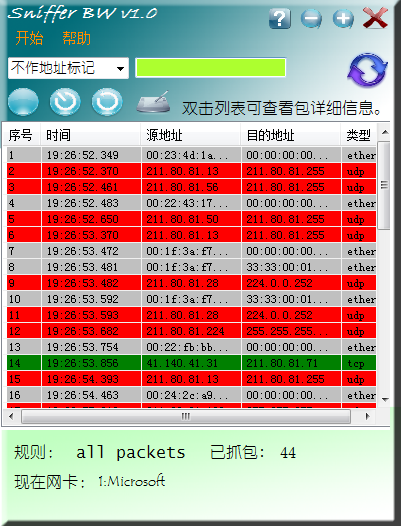 Sniffer BW v1.0
开始 帮助
不作地址标记
双击列表可查看包详细信息。
序号 时间 源地址 目的地址 类型
1 19:26:52.349 00:23:4d:1a... 00:00:00:00... ether
2 19:26:52.370 211.80.81.13 211.80.81.255 udp
3 19:26:52.461 211.80.81.56 211.80.81.255 udp
4 19:26:52.483 00:22:43:17... 00:00:00:00... ether
5 19:26:52.650 211.80.81.50 211.80.81.255 udp
6 19:26:53.370 211.80.81.13 211.80.81.255 udp
7 19:26:53.472 00:1f:3a:f7... 00:00:00:00... ether
8 19:26:53.481 00:1f:3a:f7... 33:33:00:01... ether
9 19:26:53.482 211.80.81.28 224.0.0.252 udp
10 19:26:53.592 00:1f:3a:f7... 33:33:00:01... ether
11 19:26:53.593 211.80.81.28 224.0.0.252 udp
12 19:26:53.682 211.80.81.224 255.255.255... udp
13 19:26:53.754 00:22:fb:bb... 00:00:00:00... ether
14 19:26:53.856 41.140.41.31 211.80.81.71 tcp
15 19:26:54.393 211.80.81.13 211.80.81.255 udp
16 19:26:54.463 00:24:2c:a9... 00:00:00:00... ether
规则: all packets 已抓包: 44
现在网卡: 1:Microsoft